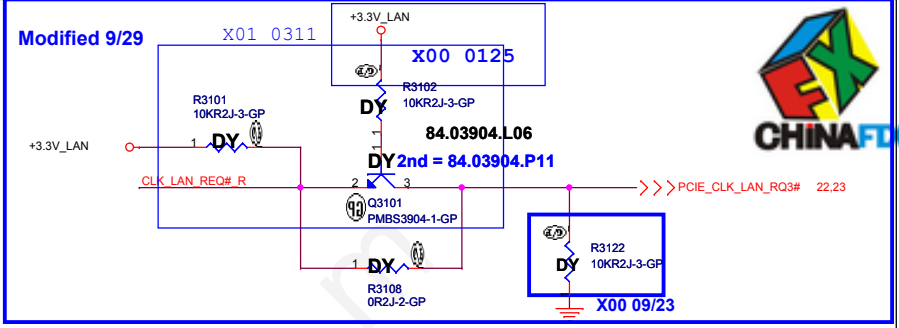 +3.3V_LAN
Modified 9/29
X01 0311
X00 0125
R3102
10KR2J-3-GP
DY
R3101
10KR2J-3-GP
1
DY
1
+3.3V_LAN
84.03904.L06
DY
2nd = 84.03904.P11
CLK_LAN_REQ#_R
2
3
PCIE_CLK_LAN_RQ3# 22,23
Q3101
PMBS3904-1-GP
1
DY
R3108
0R2J-2-GP
R3122
DY
10KR2J-3-GP
X00 09/23
CHINAFD